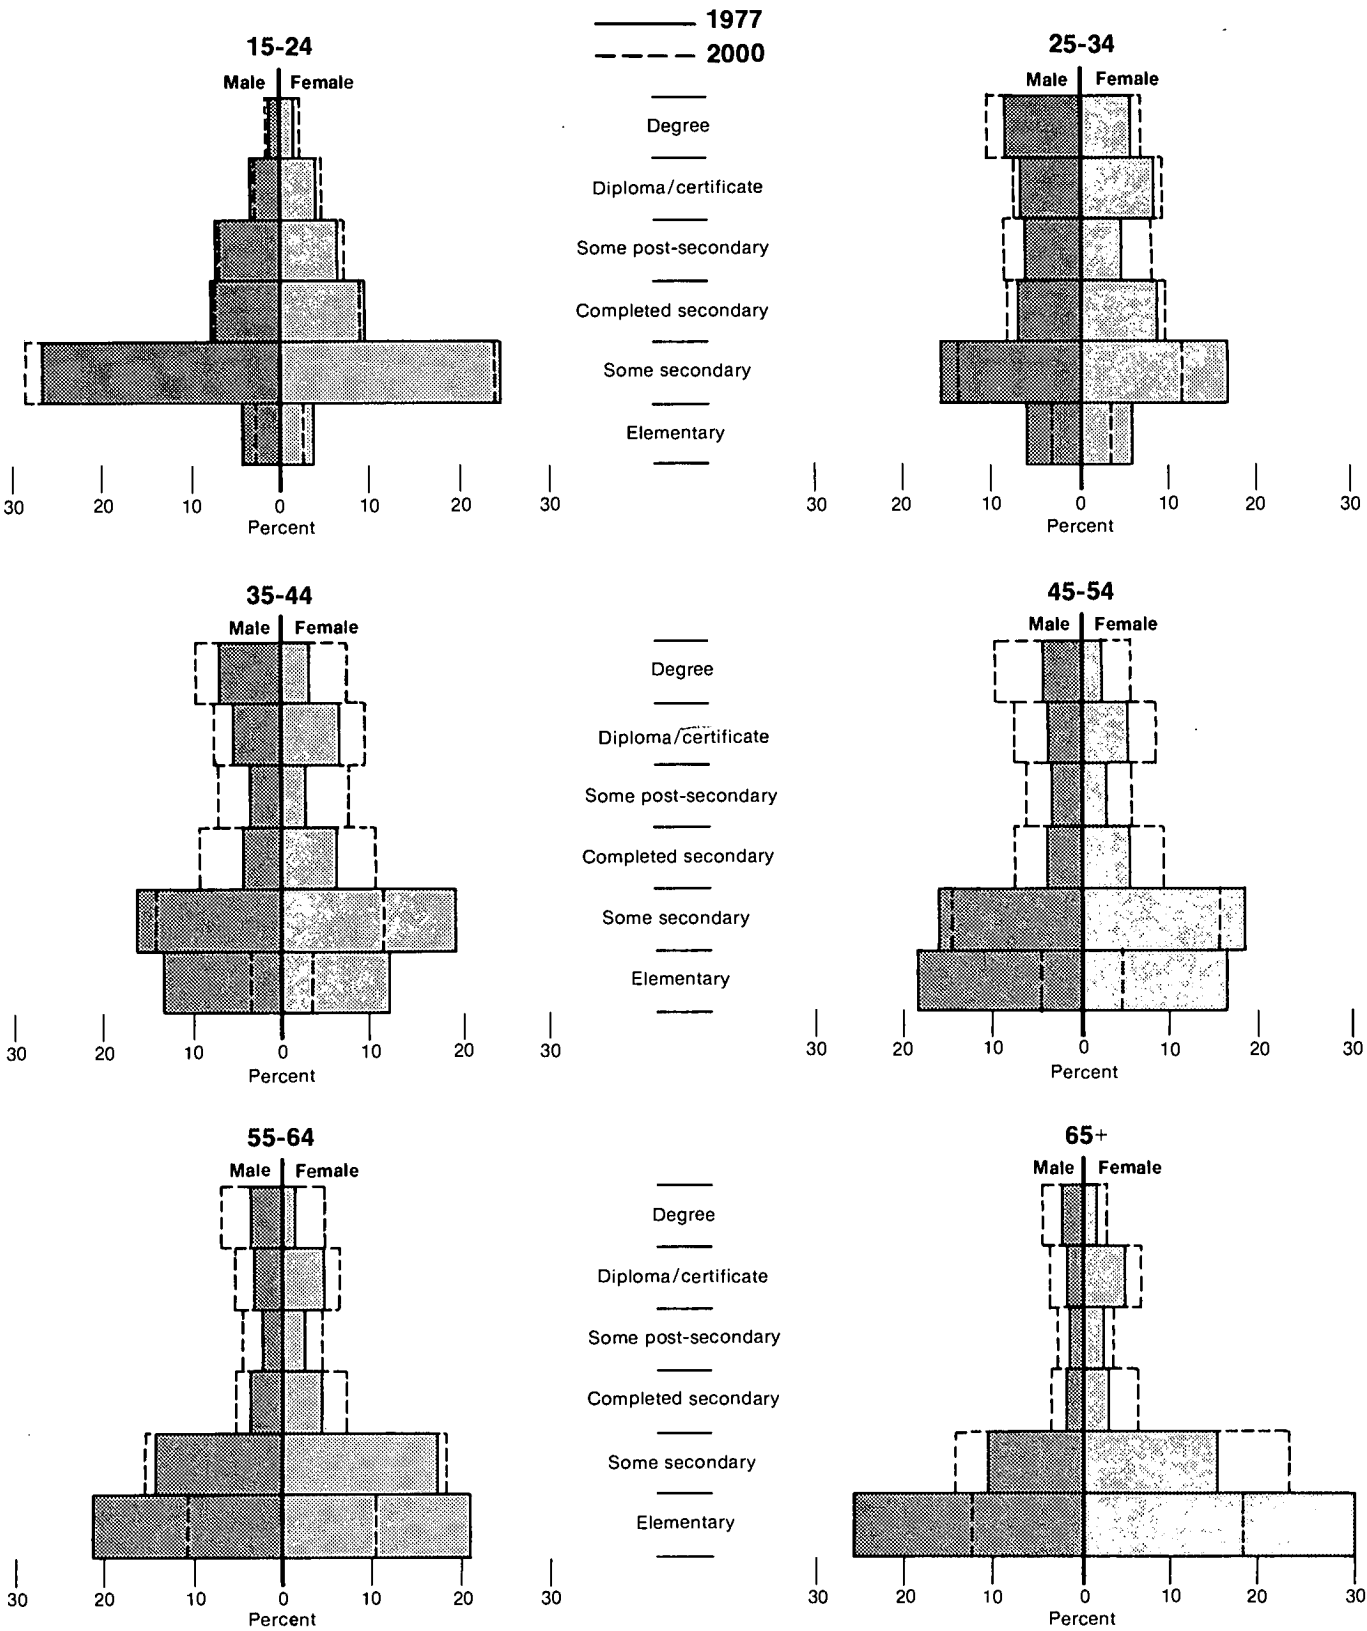 1977
2000
15-24
25-34
Male Female
Male Female
Degree
Diploma/certificate
Some post-secondary
Completed secondary
Some secondary
Elementary
30 20 10 0 10 20 30
Percent
30 20 10 0 10 20 30
Percent
35-44
45-54
Male Female
Male Female
Degree
Diploma/certificate
Some post-secondary
Completed secondary
Some secondary
Elementary
30 20 10 0 10 20 30
Percent
30 20 10 0 10 20 30
Percent
55-64
65+
Male Female
Male Female
Degree
Diploma/certificate
Some post-secondary
Completed secondary
Some secondary
Elementary
30 20 10 0 10 20 30
Percent
30 20 10 0 10 20 30
Percent